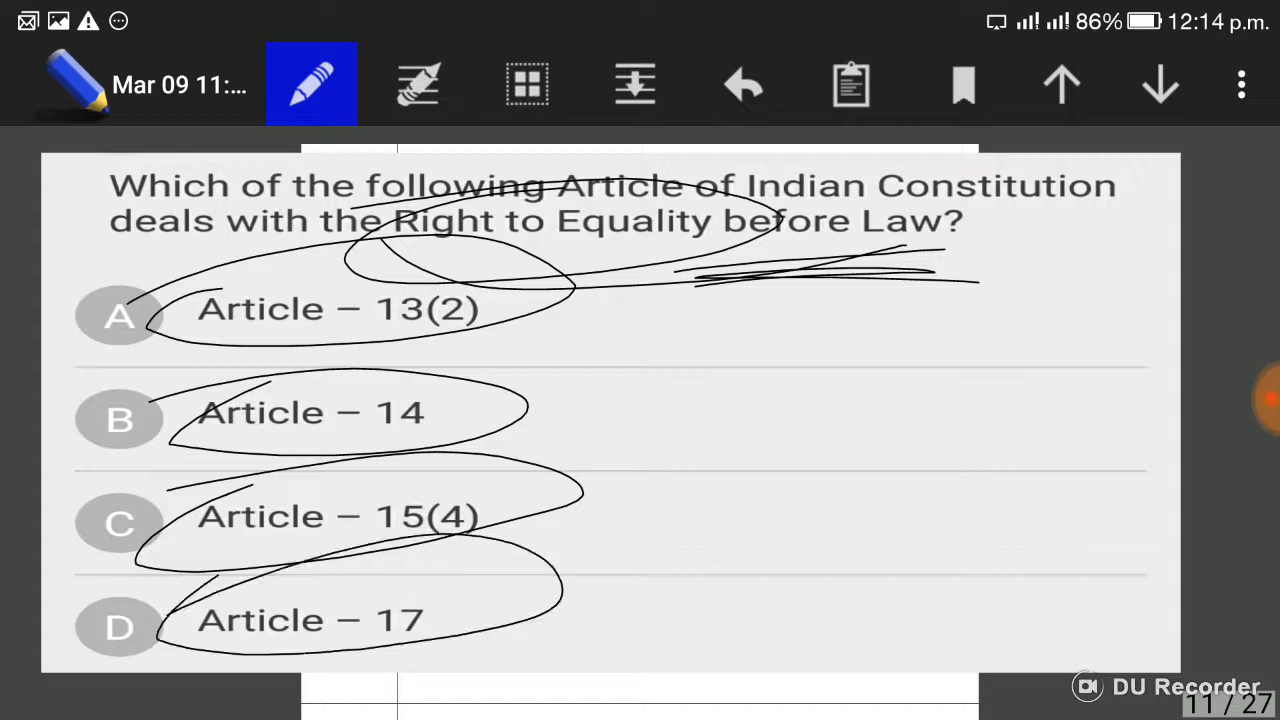 86% 12:14 p.m.
Mar 09 11:...
Which of the following Article of Indian Constitution
deals with the Right to Equality before Law?
A Article – 13(2)
B Article – 14
C Article – 15(4)
D Article – 17
DU Recorder
11 / 27